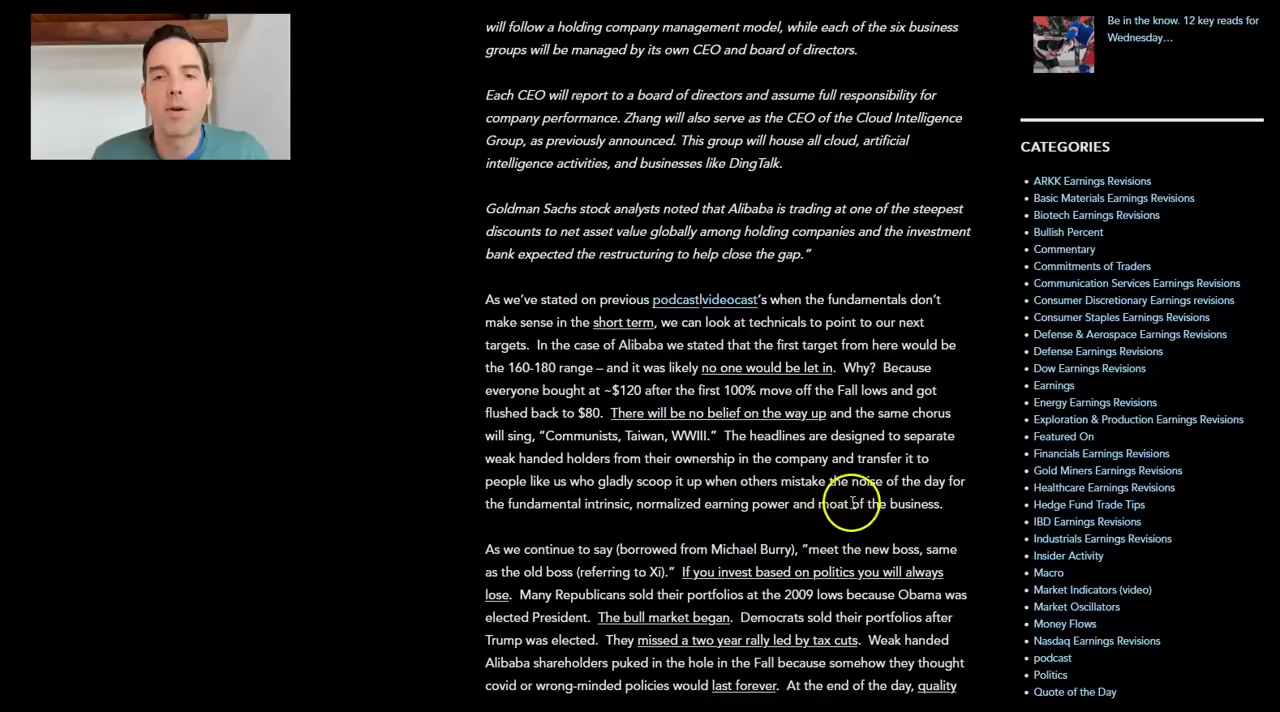 will follow a holding company management model, while each of the six business
groups will be managed by its own CEO and board of directors.
Each CEO will report to a board of directors and assume full responsibility for
company performance. Zhang will also serve as the CEO of the Cloud Intelligence
Group, as previously announced. This group will house all cloud, artificial
intelligence activities, and businesses like DingTalk.
Goldman Sachs stock analysts noted that Alibaba is trading at one of the steepest
discounts to net asset value globally among holding companies and the investment
bank expected the restructuring to help close the gap.”
As we’ve stated on previous podcast|videocast’s when the fundamentals don’t
make sense in the short term, we can look at technicals to point to our next
targets.  In the case of Alibaba we stated that the first target from here would be
the 160-180 range – and it was likely no one would be let in.  Why?  Because
everyone bought at ~$120 after the first 100% move off the Fall lows and got
flushed back to $80.  There will be no belief on the way up and the same chorus
will sing, “Communists, Taiwan, WWIII.”  The headlines are designed to separate
weak handed holders from their ownership in the company and transfer it to
people like us who gladly scoop it up when others mistake the noise of the day for
the fundamental intrinsic, normalized earning power and moat of the business.
As we continue to say (borrowed from Michael Burry), “meet the new boss, same
as the old boss (referring to Xi).”  If you invest based on politics you will always
lose.  Many Republicans sold their portfolios at the 2009 lows because Obama was
elected President.  The bull market began.  Democrats sold their portfolios after
Trump was elected.  They missed a two year rally led by tax cuts.  Weak handed
Alibaba shareholders puked in the hole in the Fall because somehow they thought
covid or wrong-minded policies would last forever.  At the end of the day, quality
Be in the know. 12 key reads for
Wednesday…
CATEGORIES
ARKK Earnings Revisions
Basic Materials Earnings Revisions
Biotech Earnings Revisions
Bullish Percent
Commentary
Commitments of Traders
Communication Services Earnings Revisions
Consumer Discretionary Earnings revisions
Consumer Staples Earnings Revisions
Defense & Aerospace Earnings Revisions
Defense Earnings Revisions
Dow Earnings Revisions
Earnings
Energy Earnings Revisions
Exploration & Production Earnings Revisions
Featured On
Financials Earnings Revisions
Gold Miners Earnings Revisions
Healthcare Earnings Revisions
Hedge Fund Trade Tips
IBD Earnings Revisions
Industrials Earnings Revisions
Insider Activity
Macro
Market Indicators (video)
Market Oscillators
Money Flows
Nasdaq Earnings Revisions
podcast
Politics
Quote of the Day